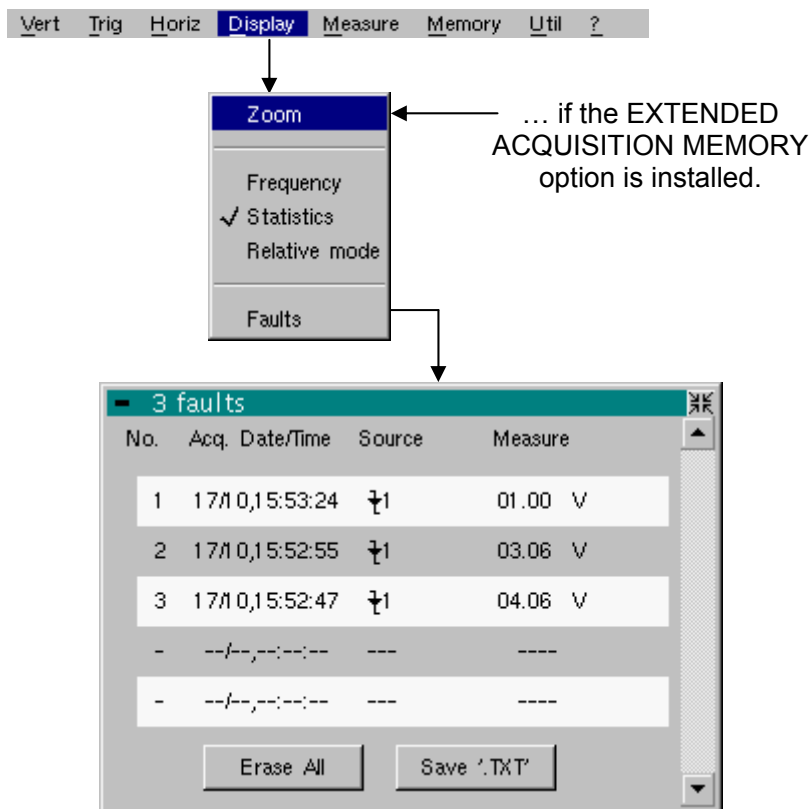 Vert Trig Horiz Display Measure Memory Util ?
Zoom
… if the EXTENDED
ACQUISITION MEMORY
option is installed.
Frequency
✓ Statistics
Relative mode
Faults
3 faults
No. Acq. Date/Time Source Measure
1 17/10,15:53:24 1 01.00 V
2 17/10,15:52:55 1 03.06 V
3 17/10,15:52:47 1 04.06 V
- --/--,--:--:-- --- ----
- --/--,--:--:-- --- ----
Erase All Save '.TXT'